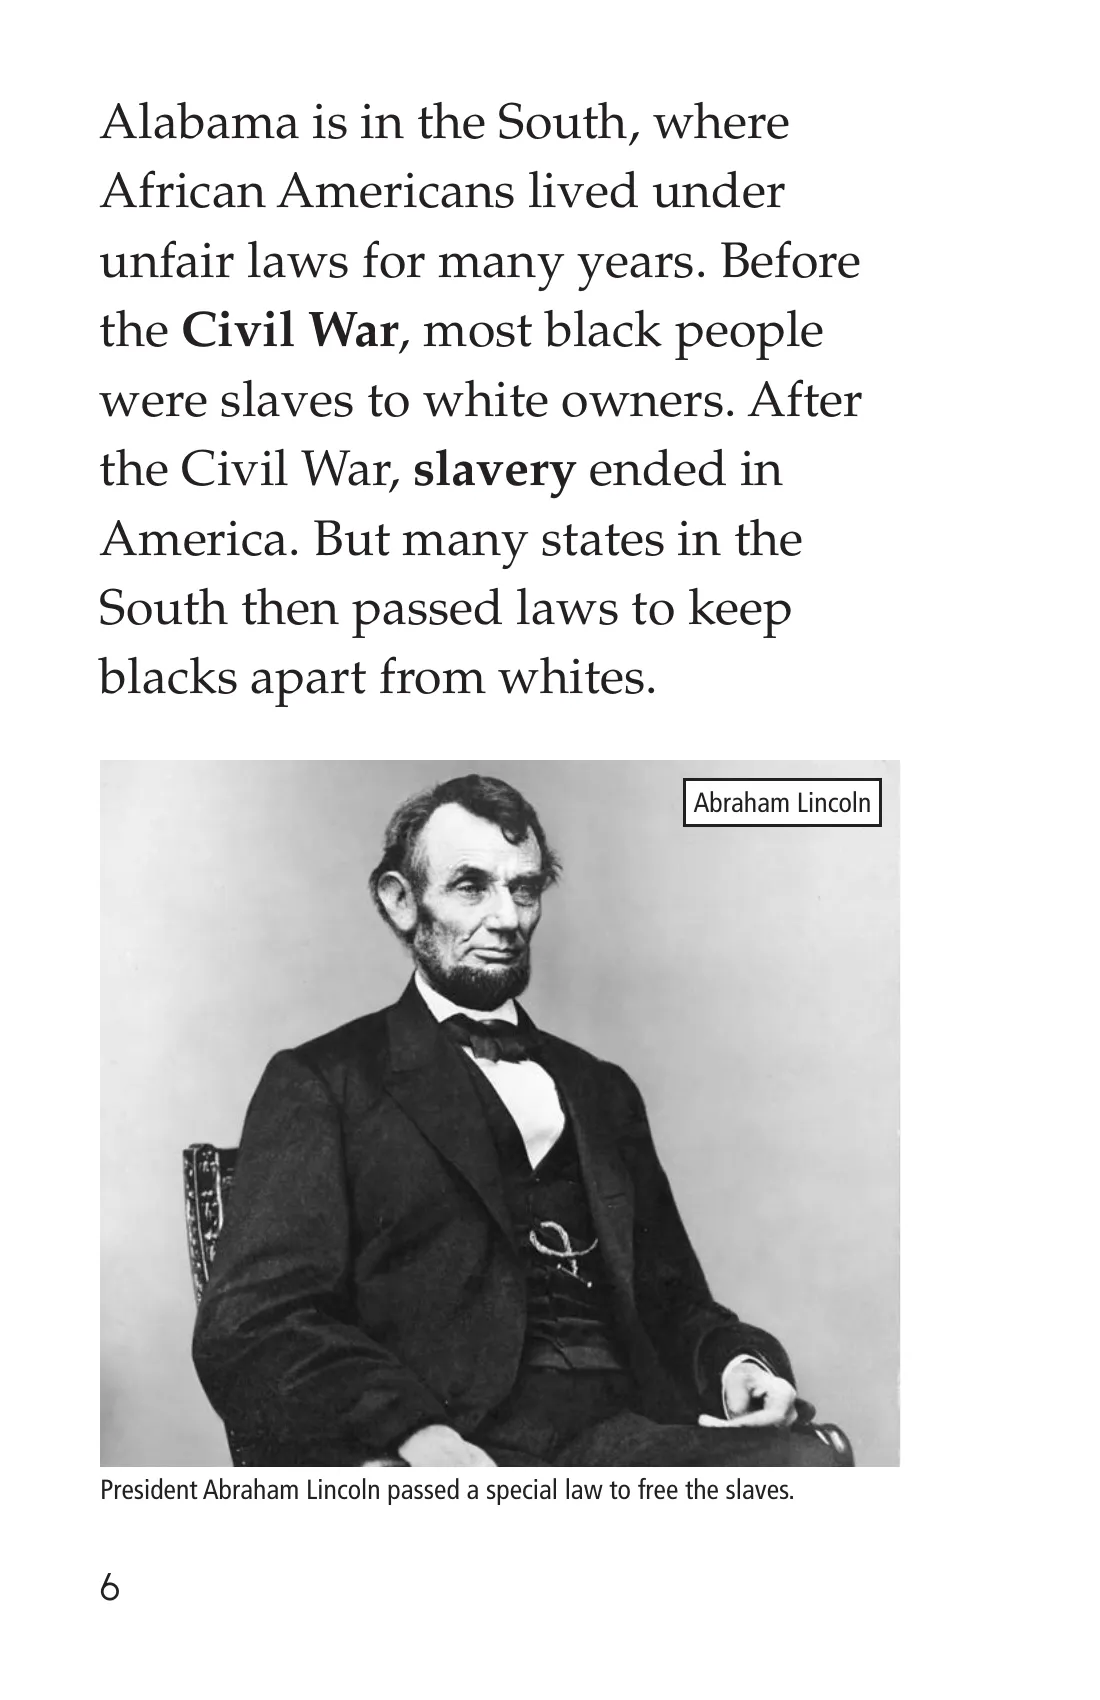 Alabama is in the South, where
African Americans lived under
unfair laws for many years. Before
the Civil War, most black people
were slaves to white owners. After
the Civil War, slavery ended in
America. But many states in the
South then passed laws to keep
blacks apart from whites.
Abraham Lincoln
President Abraham Lincoln passed a special law to free the slaves.
6